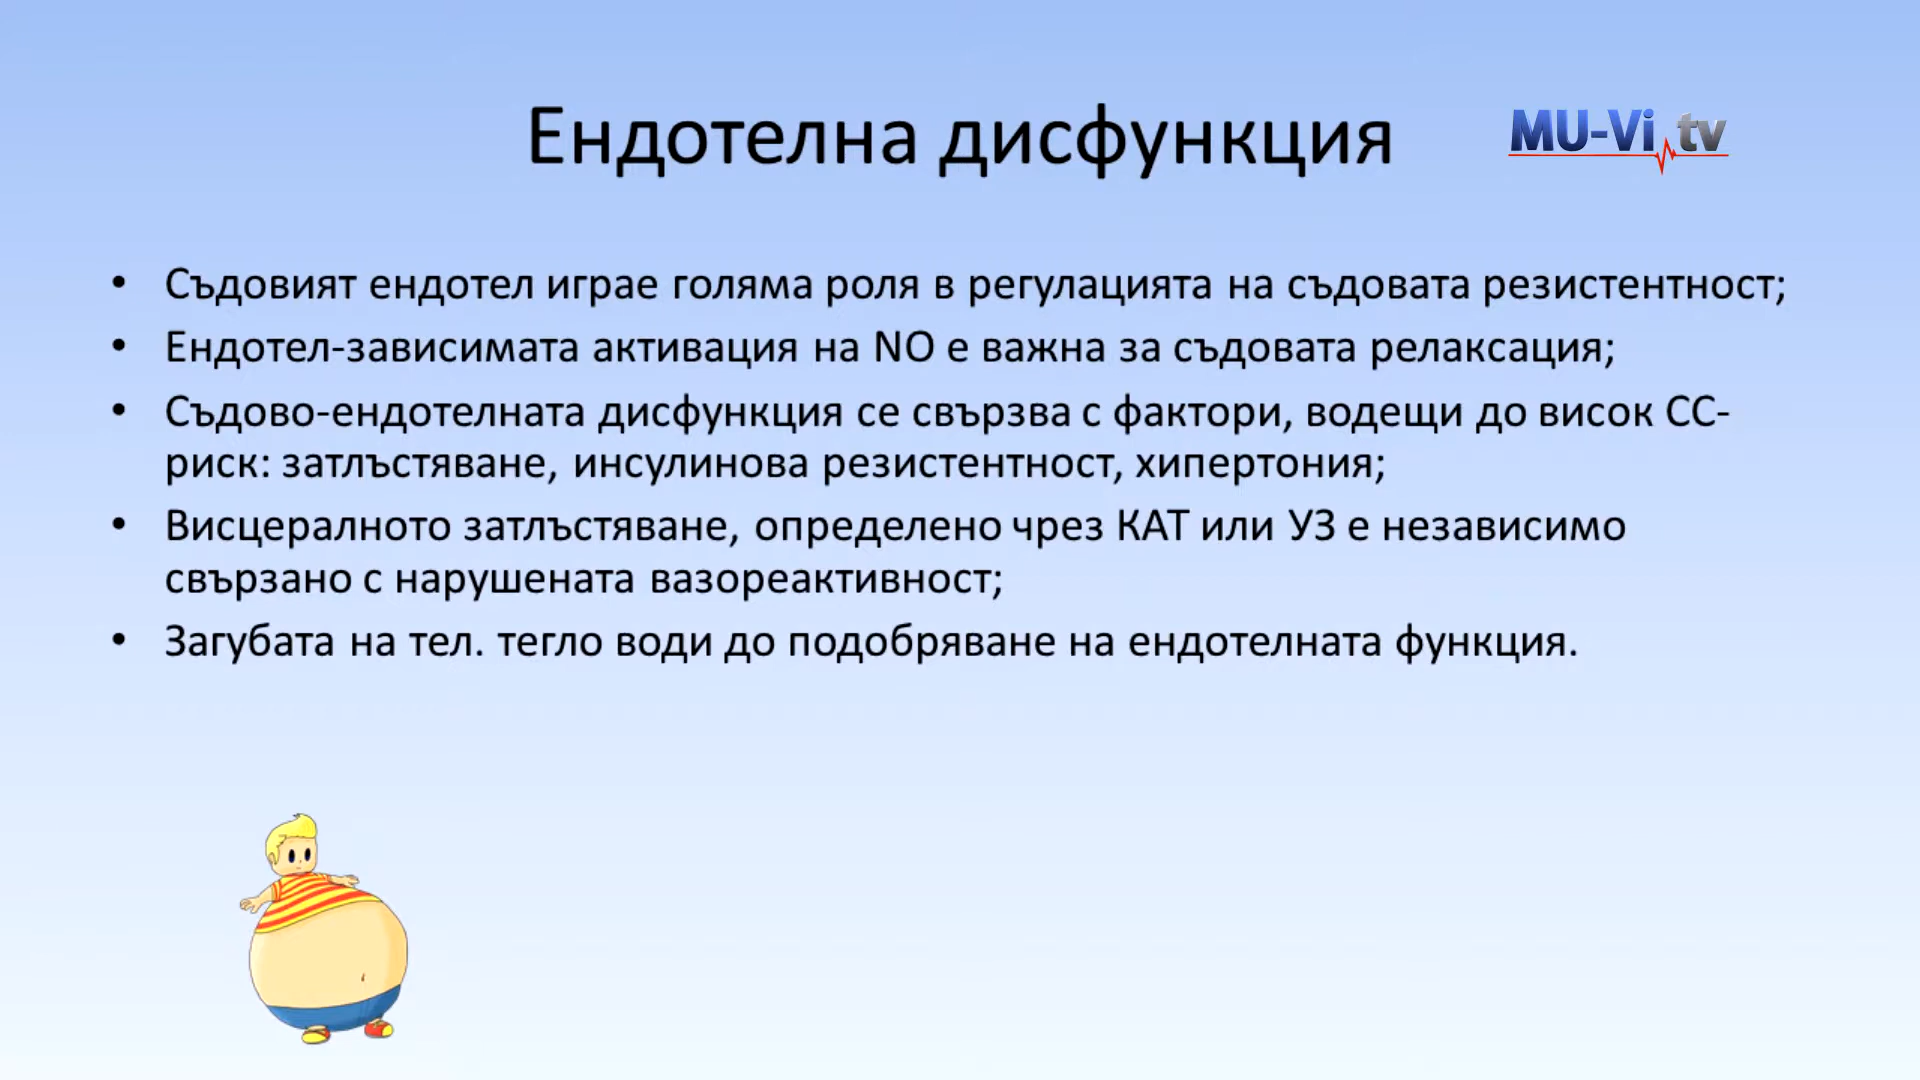 Ендотелна дисфункция
MU-Vi.tv
• Съдовият ендотел играе голяма роля в регулацията на съдовата резистентност;
• Ендотел-зависимата активация на NO е важна за съдовата релаксация;
• Съдово-ендотелната дисфункция се свързва с фактори, водещи до висок СС-
риск: затлъстяване, инсулинова резистентност, хипертония;
• Висцералното затлъстяване, определено чрез КАТ или УЗ е независимо
свързано с нарушената вазореактивност;
• Загубата на тел. тегло води до подобряване на ендотелната функция.